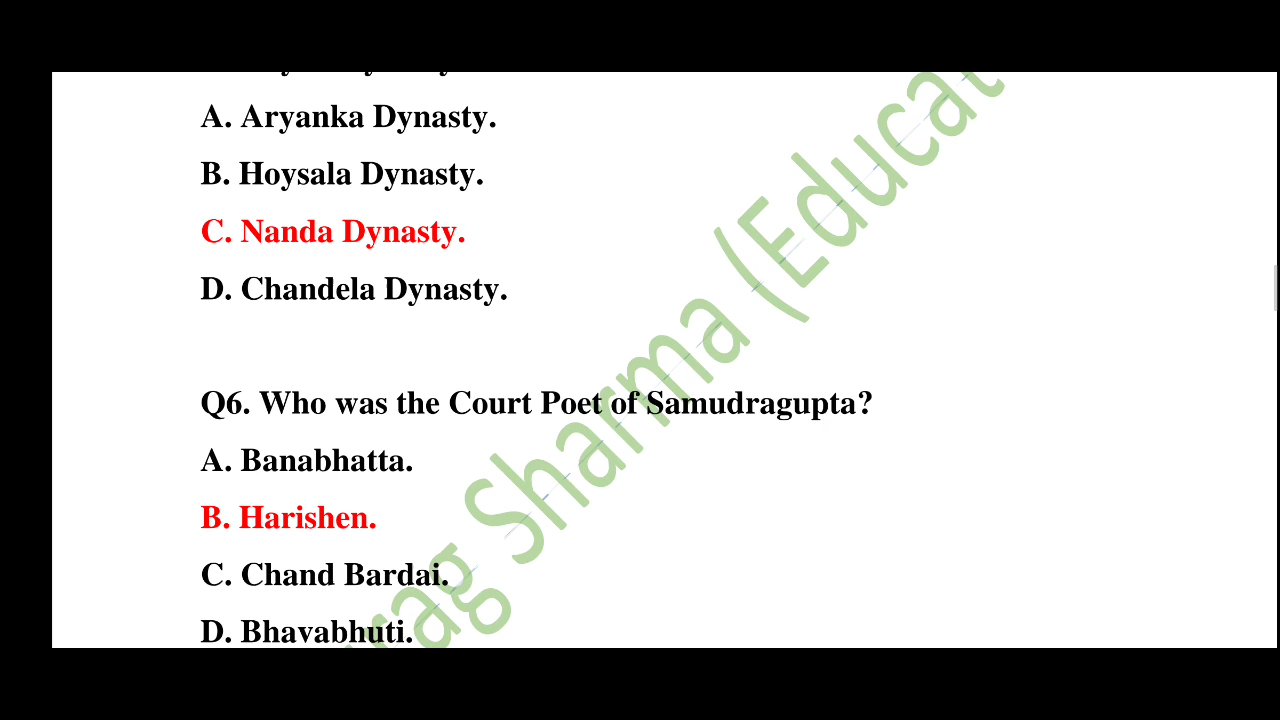 A. Aryanka Dynasty.
B. Hoysala Dynasty.
C. Nanda Dynasty.
D. Chandela Dynasty.
Q6. Who was the Court Poet of Samudragupta?
A. Banabhatta.
B. Harishen.
C. Chand Bardai.
D. Bhavabhuti.
Sharma